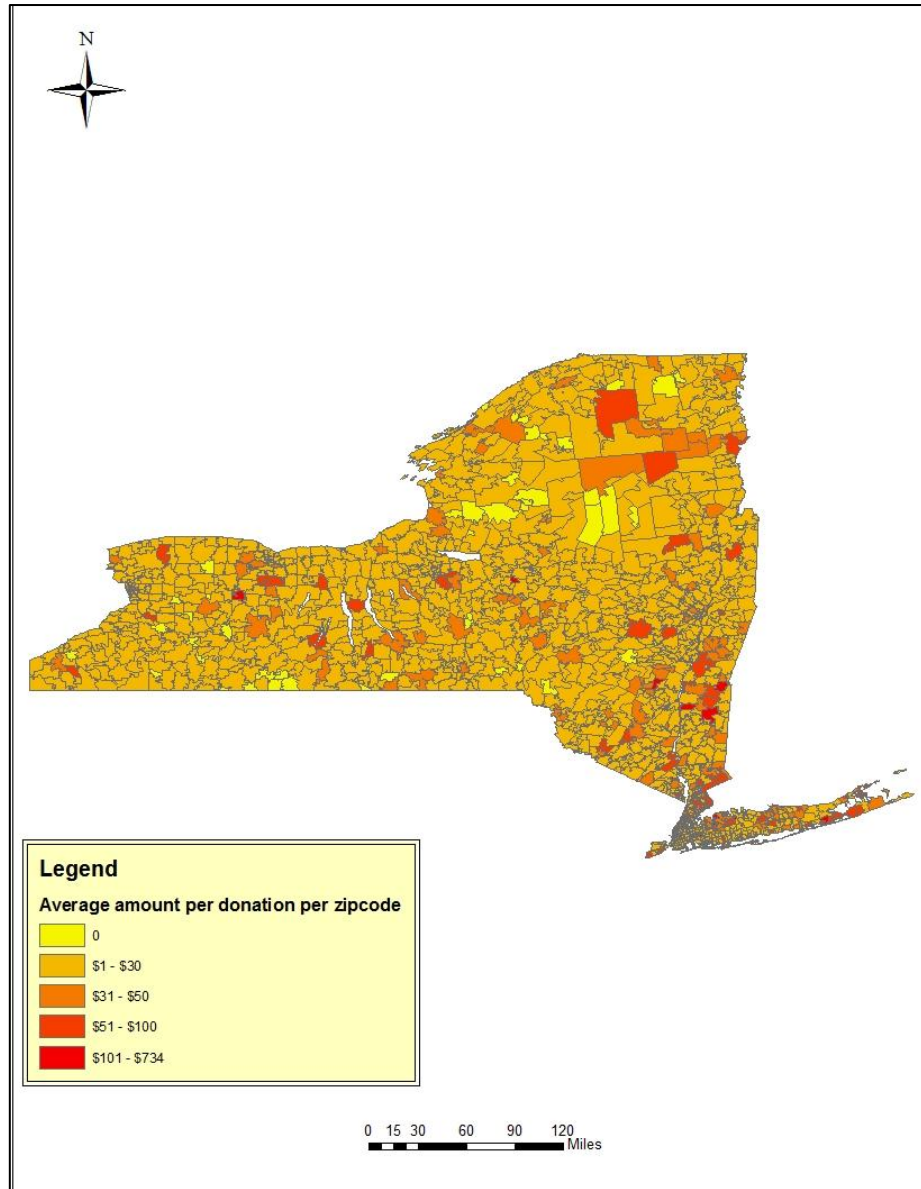 N
Legend
Average amount per donation per zipcode
0
$1 - $30
$31 - $50
$51 - $100
$101 - $734
0 15 30 60 90 120
Miles